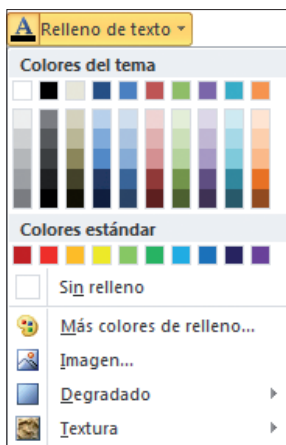 A Relleno de texto
Colores del tema
Colores estándar
Sin relleno
Más colores de relleno...
Imagen...
Degradado
Textura